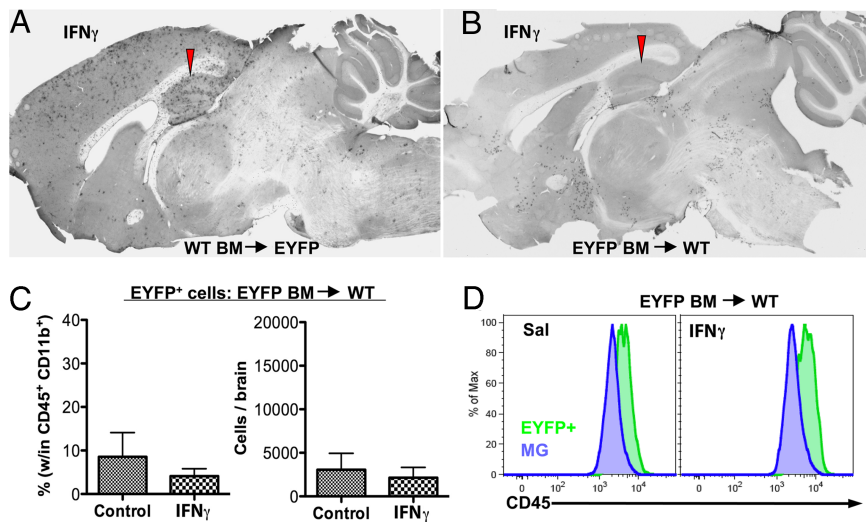 A
IFNγ
WT BM → EYFP
B
IFNγ
EYFP BM → WT
C
EYFP⁺ cells: EYFP BM → WT
% (w/in CD45⁺ CD11b⁺)
40
30
20
10
0
Control
IFNγ
Cells / brain
20000
15000
10000
5000
0
Control
IFNγ
D
EYFP BM → WT
% of Max
100
80
60
40
20
0
Sal
EYFP+
MG
0
10²
10³
10⁴
IFNγ
0
10²
10³
10⁴
CD45